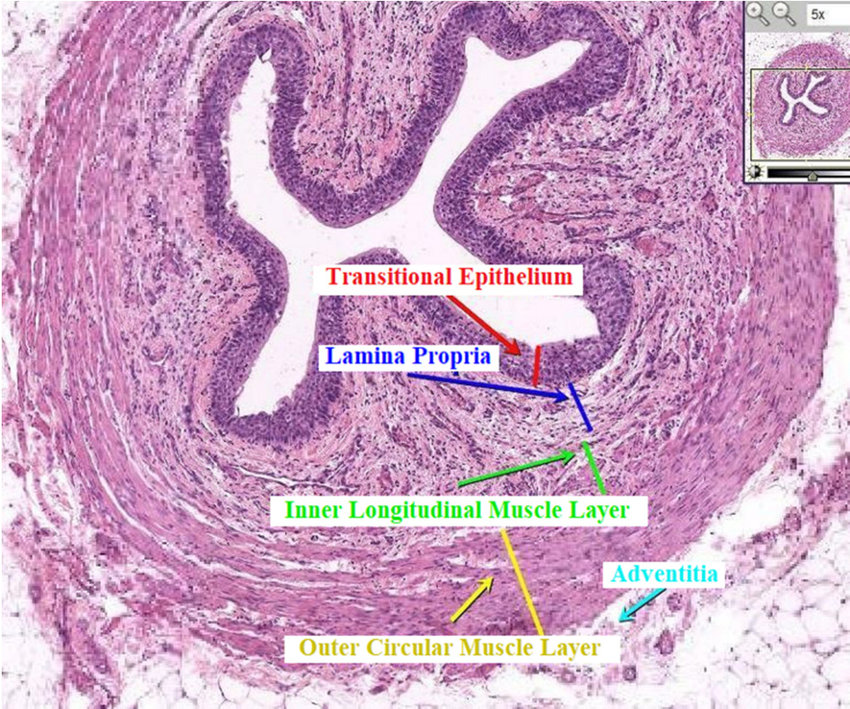 5x
Transitional Epithelium
Lamina Propria
Inner Longitudinal Muscle Layer
Adventitia
Outer Circular Muscle Layer